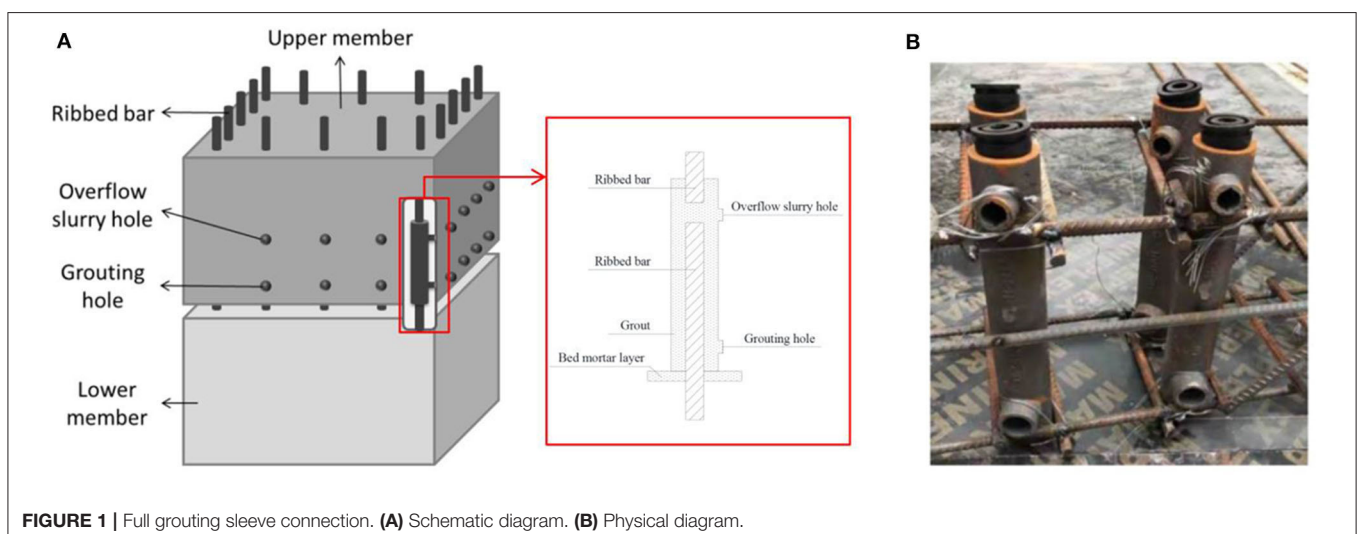 A
Upper member
Ribbed bar
Overflow
slurry hole
Grouting
hole
Lower
member
Ribbed bar
Overflow slurry hole
Ribbed bar
Grout
Grouting hole
Bed mortar layer
B
FIGURE 1 | Full grouting sleeve connection. (A) Schematic diagram. (B) Physical diagram.